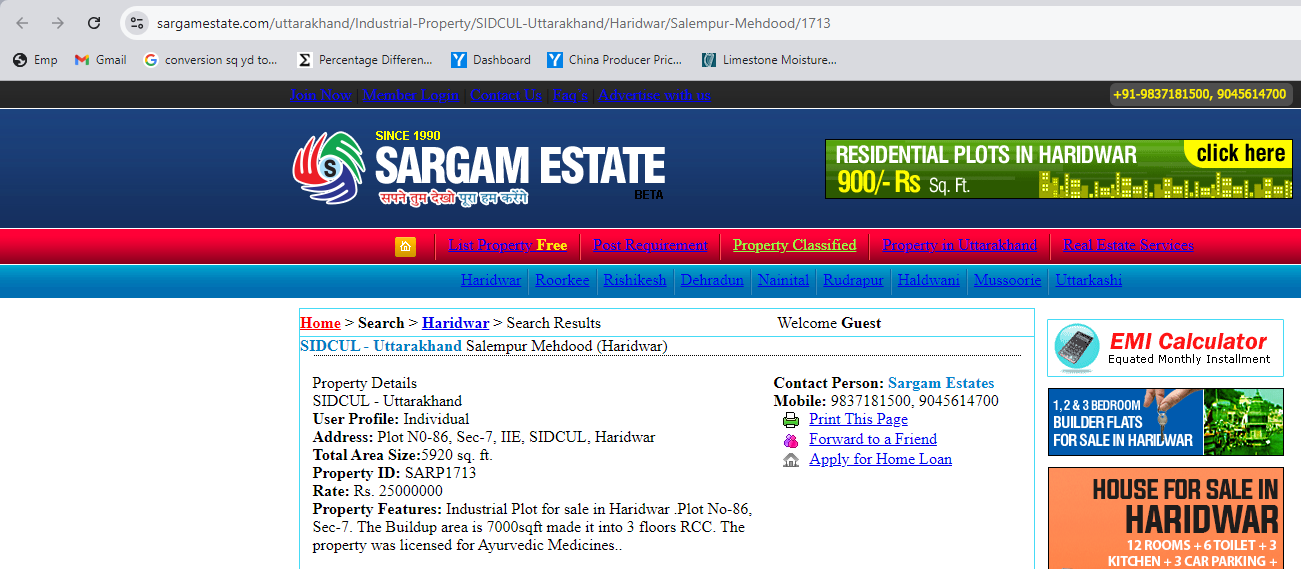 sargamestate.com/uttarakhand/Industrial-Property/SIDCUL-Uttarakhand/Haridwar/Salempur-Mehdood/1713
Emp Gmail conversion sq yd to... Percentage Differen... Dashboard China Producer Pric... Limestone Moisture...
Join Now | Member Login | Contact Us | Faq's | Advertise with us
+91-9837181500, 9045614700
SINCE 1990
S
SARGAM ESTATE
BETA
सपने तुम देखो पूरा हम करेंगे
RESIDENTIAL PLOTS IN HARIDWAR click here
900/- Rs Sq. Ft.
List Property Free Post Requirement Property Classified Property in Uttarakhand Real Estate Services
Haridwar Roorkee Rishikesh Dehradun Nainital Rudrapur Haldwani Mussoorie Uttarkashi
Home > Search > Haridwar > Search Results Welcome Guest
SIDCUL - Uttarakhand Salempur Mehdood (Haridwar)
Property Details
SIDCUL - Uttarakhand
User Profile: Individual
Address: Plot N0-86, Sec-7, IIE, SIDCUL, Haridwar
Total Area Size:5920 sq. ft.
Property ID: SARP1713
Rate: Rs. 25000000
Property Features: Industrial Plot for sale in Haridwar .Plot No-86,
Sec-7. The Buildup area is 7000sqft made it into 3 floors RCC. The
property was licensed for Ayurvedic Medicines..
Contact Person: Sargam Estates
Mobile: 9837181500, 9045614700
Print This Page
Forward to a Friend
Apply for Home Loan
EMI Calculator
Equated Monthly Installment
1, 2 & 3 BEDROOM
BUILDER FLATS
FOR SALE IN HARIDWAR
HOUSE FOR SALE IN
HARIDWAR
12 ROOMS + 6 TOILET + 3
KITCHEN + 3 CAR PARKING +